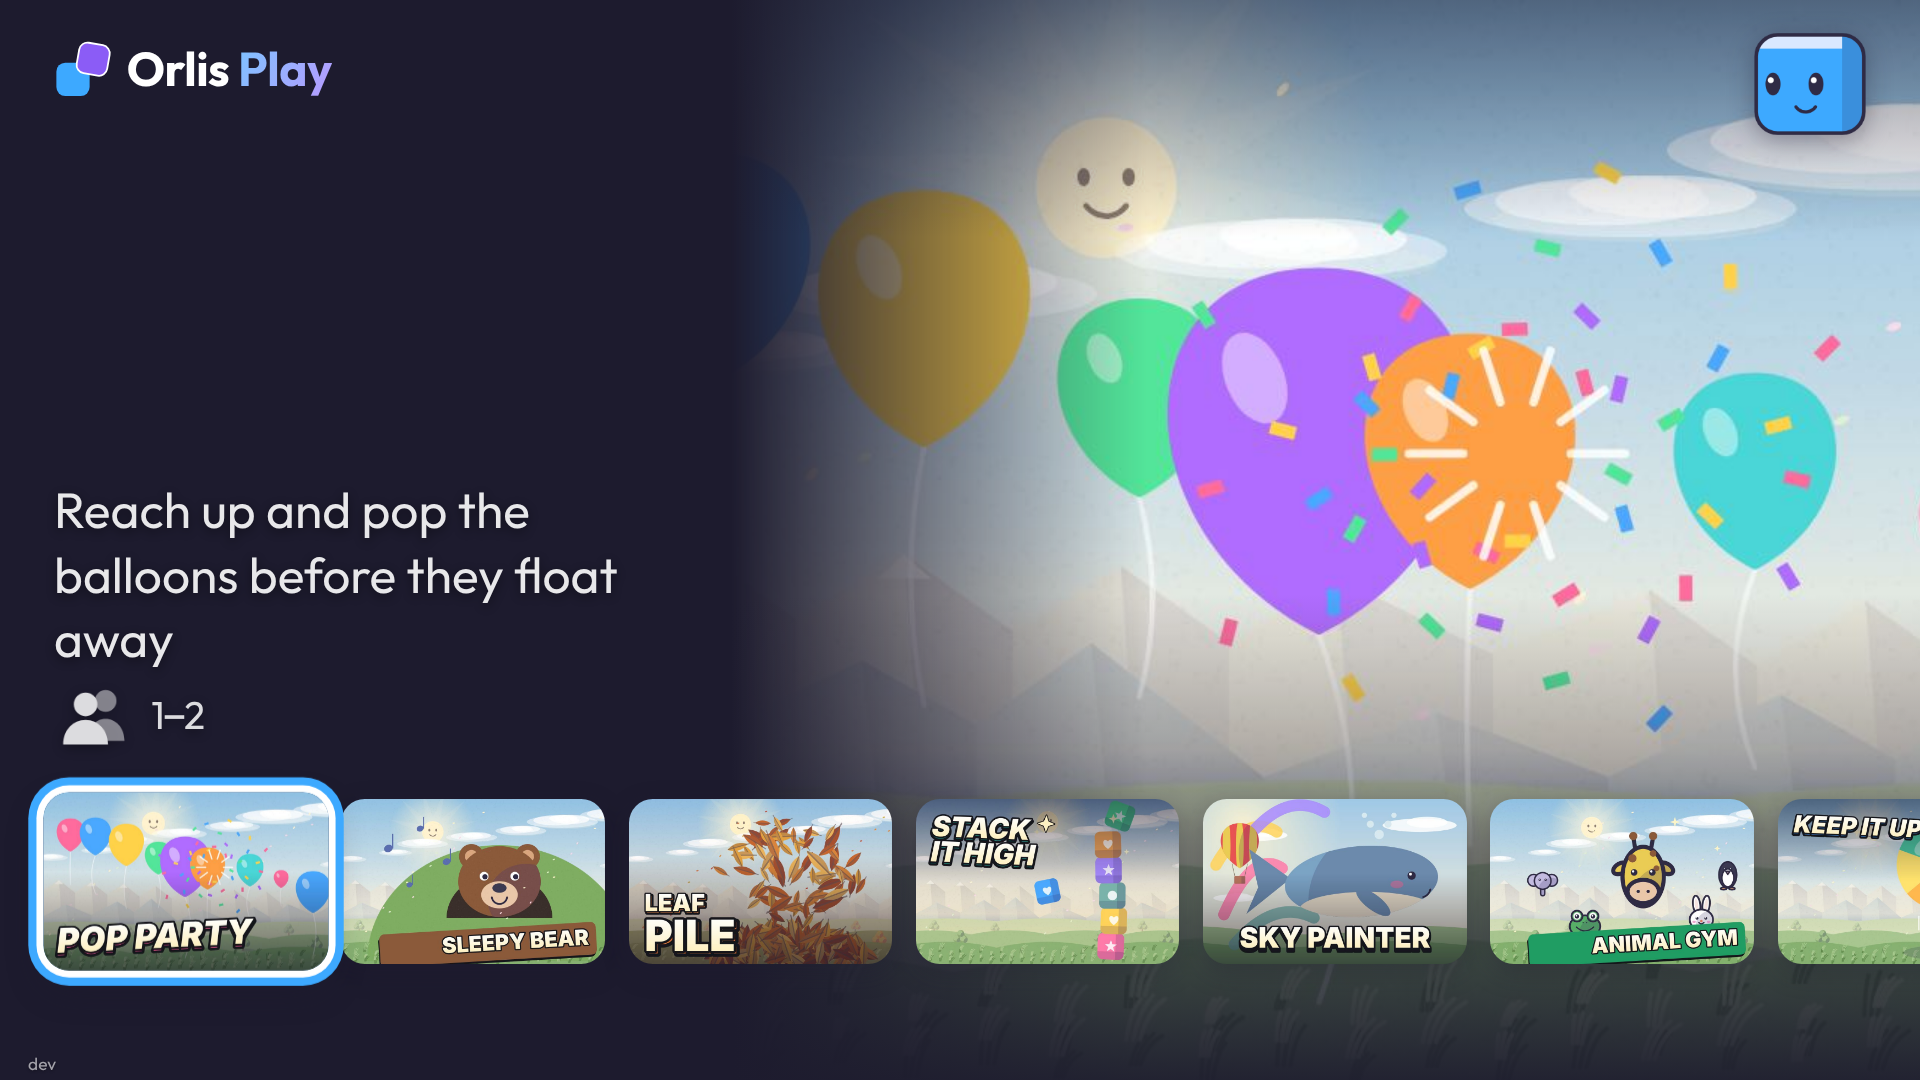 Orlis Play
Reach up and pop the
balloons before they float
away
1–2
POP PARTY
SLEEPY BEAR
LEAF
PILE
STACK
IT HIGH
SKY PAINTER
ANIMAL GYM
KEEP IT UP
dev